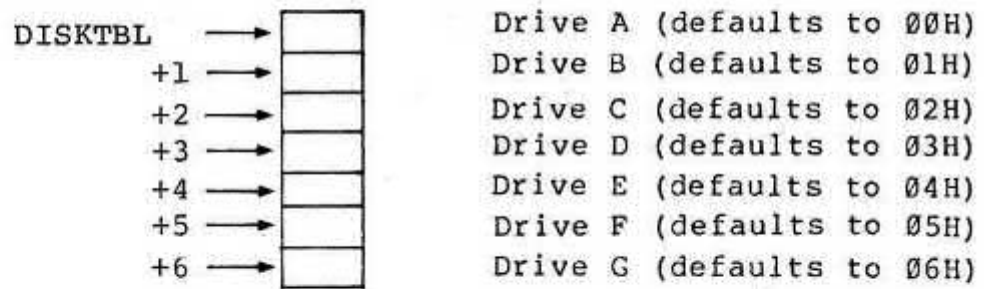 DISKTBL Drive A (defaults to ØØH)
+1 Drive B (defaults to Ø1H)
+2 Drive C (defaults to Ø2H)
+3 Drive D (defaults to Ø3H)
+4 Drive E (defaults to Ø4H)
+5 Drive F (defaults to Ø5H)
+6 Drive G (defaults to Ø6H)